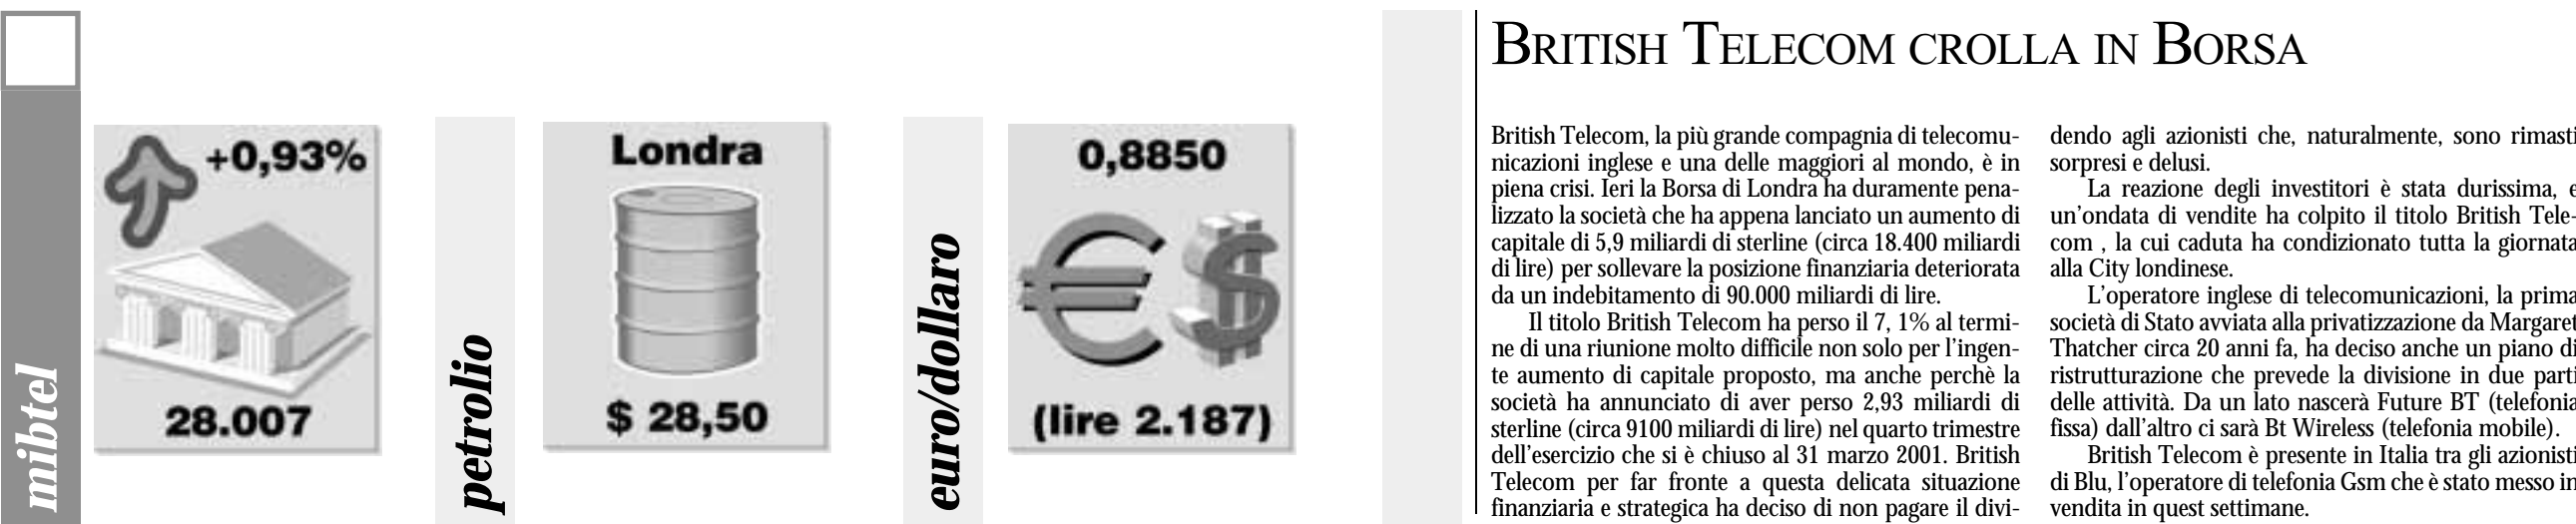 mibtel
+0,93%
28.007
petrolio
Londra
$ 28,50
euro/dollaro
0,8850
(lire 2.187)
BRITISH TELECOM CROLLA IN BORSA
British Telecom, la più grande compagnia di telecomu-
nicazioni inglese e una delle maggiori al mondo, è in
piena crisi. Ieri la Borsa di Londra ha duramente pena-
lizzato la società che ha appena lanciato un aumento di
capitale di 5,9 miliardi di sterline (circa 18.400 miliardi
di lire) per sollevare la posizione finanziaria deteriorata
da un indebitamento di 90.000 miliardi di lire.
Il titolo British Telecom ha perso il 7, 1% al termi-
ne di una riunione molto difficile non solo per l'ingen-
te aumento di capitale proposto, ma anche perchè la
società ha annunciato di aver perso 2,93 miliardi di
sterline (circa 9100 miliardi di lire) nel quarto trimestre
dell'esercizio che si è chiuso al 31 marzo 2001. British
Telecom per far fronte a questa delicata situazione
finanziaria e strategica ha deciso di non pagare il divi-
dendo agli azionisti che, naturalmente, sono rimasti
sorpresi e delusi.
La reazione degli investitori è stata durissima, e
un'ondata di vendite ha colpito il titolo British Tele-
com , la cui caduta ha condizionato tutta la giornata
alla City londinese.
L'operatore inglese di telecomunicazioni, la prima
società di Stato avviata alla privatizzazione da Margaret
Thatcher circa 20 anni fa, ha deciso anche un piano di
ristrutturazione che prevede la divisione in due parti
delle attività. Da un lato nascerà Future BT (telefonia
fissa) dall'altro ci sarà Bt Wireless (telefonia mobile).
British Telecom è presente in Italia tra gli azionisti
di Blu, l'operatore di telefonia Gsm che è stato messo in
vendita in quest settimane.